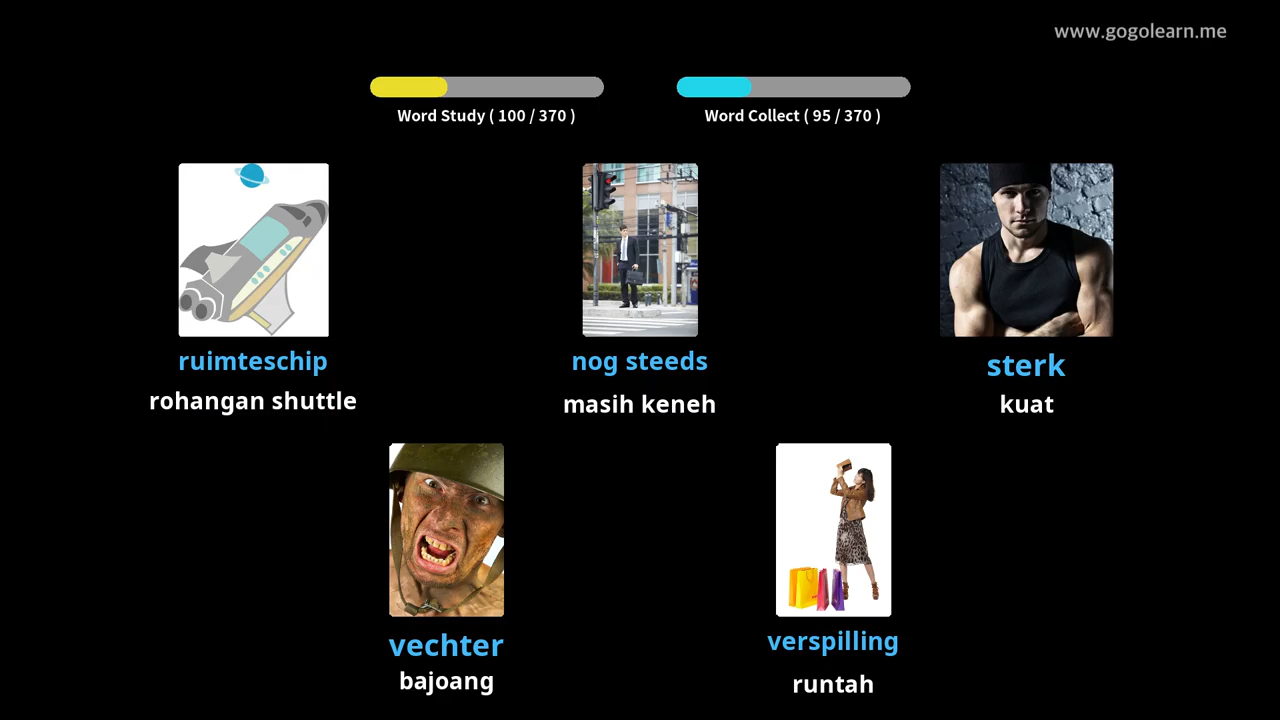 www.gogolearn.me
Word Study ( 100 / 370 )
Word Collect ( 95 / 370 )
ruimteschip
rohangan shuttle
nog steeds
masih keneh
sterk
kuat
vechter
bajoang
verspilling
runtah